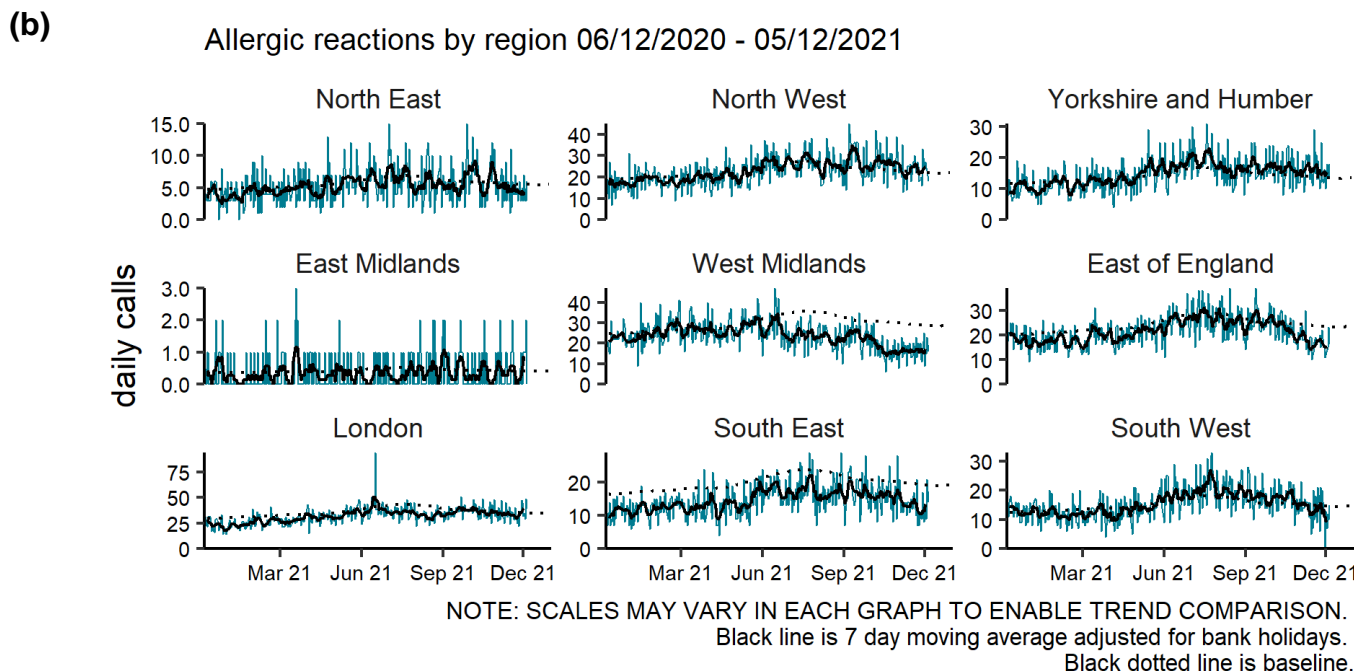 (b)
Allergic reactions by region 06/12/2020 - 05/12/2021
North East
North West
Yorkshire and Humber
15.0
10.0
5.0
0.0
40
30
20
10
0
30
20
10
0
East Midlands
West Midlands
East of England
daily calls
3.0
2.0
1.0
0.0
40
30
20
10
0
30
20
10
0
London
South East
South West
75
50
25
0
20
10
0
30
20
10
0
Mar 21 Jun 21 Sep 21 Dec 21
Mar 21 Jun 21 Sep 21 Dec 21
Mar 21 Jun 21 Sep 21 Dec 21
NOTE: SCALES MAY VARY IN EACH GRAPH TO ENABLE TREND COMPARISON.
Black line is 7 day moving average adjusted for bank holidays.
Black dotted line is baseline.